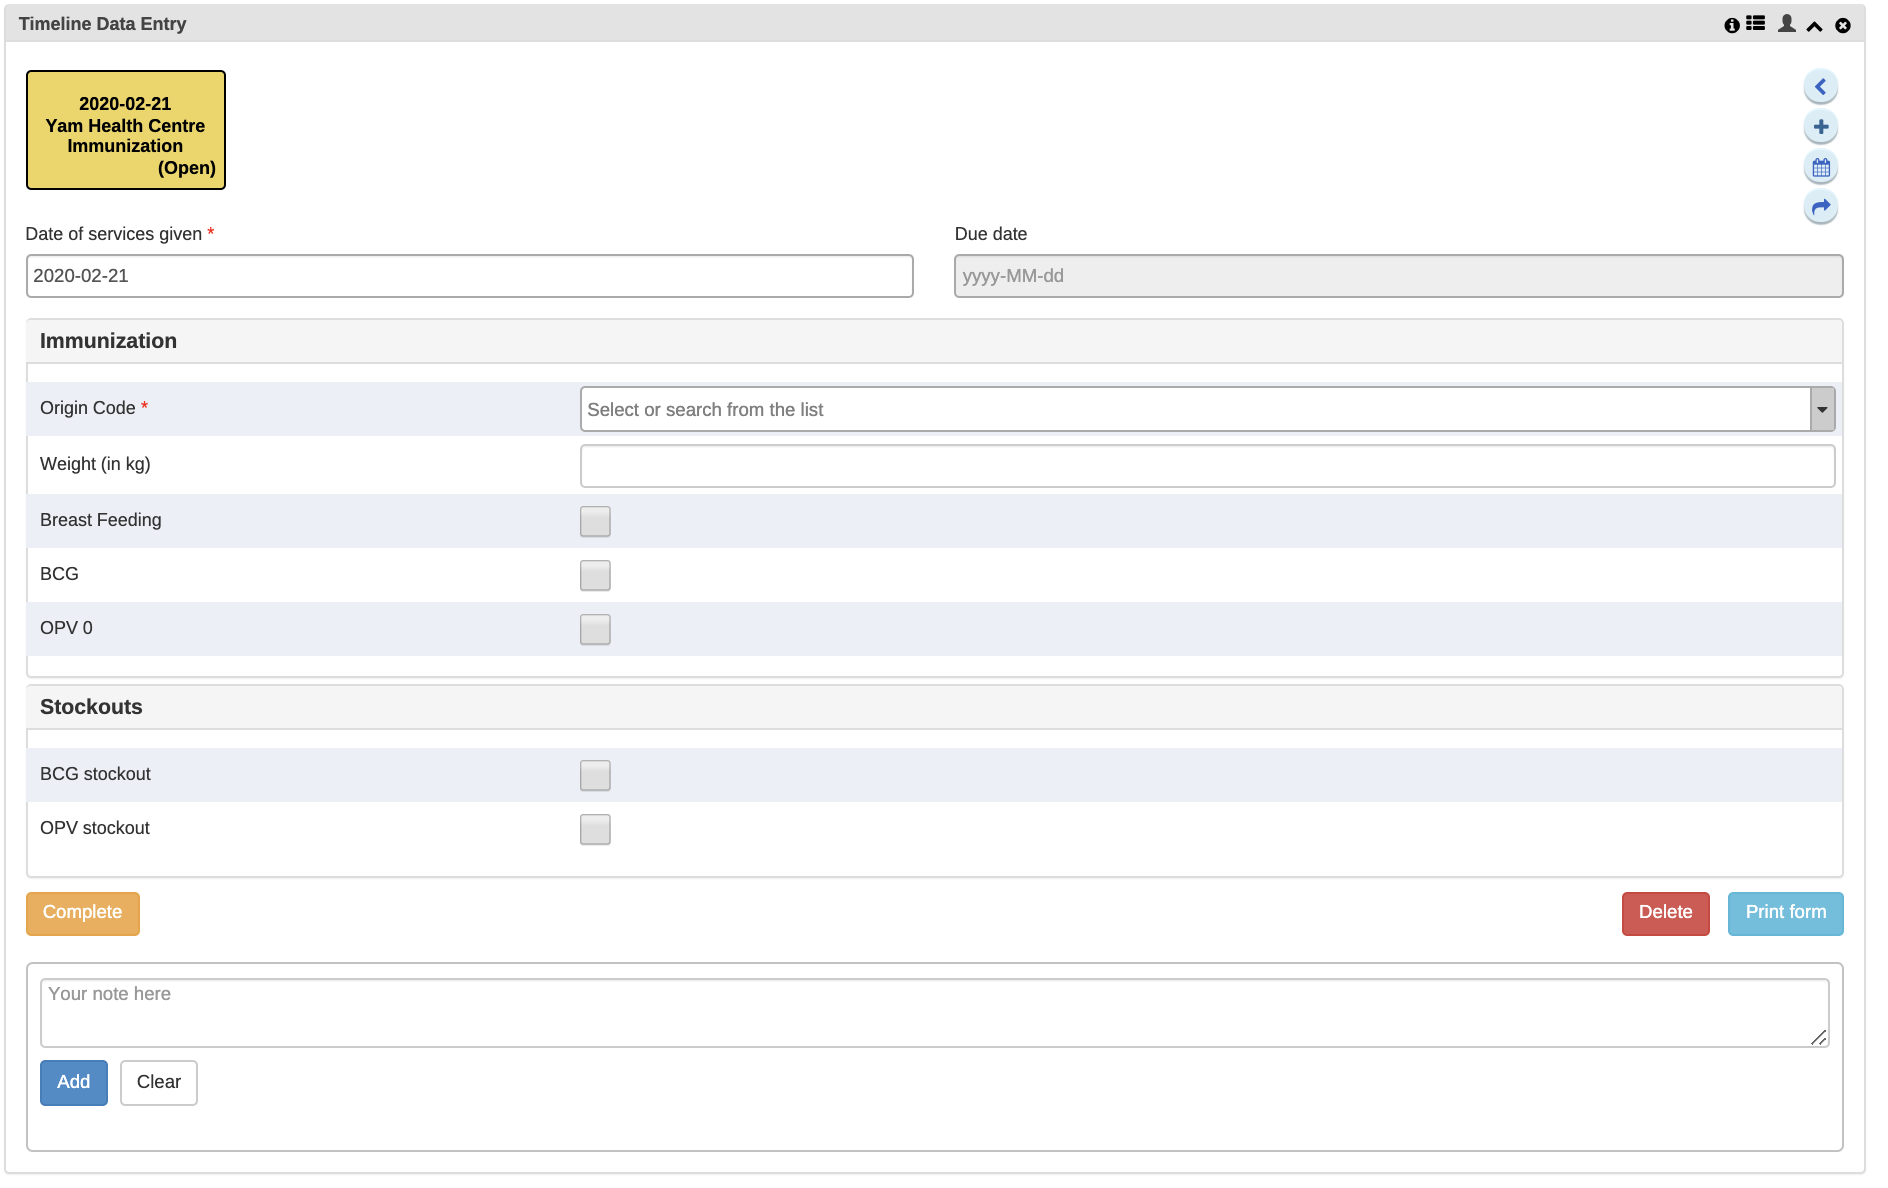 Timeline Data Entry
2020-02-21
Yam Health Centre
Immunization
(Open)
Date of services given *
Due date
2020-02-21
yyyy-MM-dd
Immunization
Origin Code *
Select or search from the list
Weight (in kg)
Breast Feeding
BCG
OPV 0
Stockouts
BCG stockout
OPV stockout
Complete
Delete
Print form
Your note here
Add
Clear